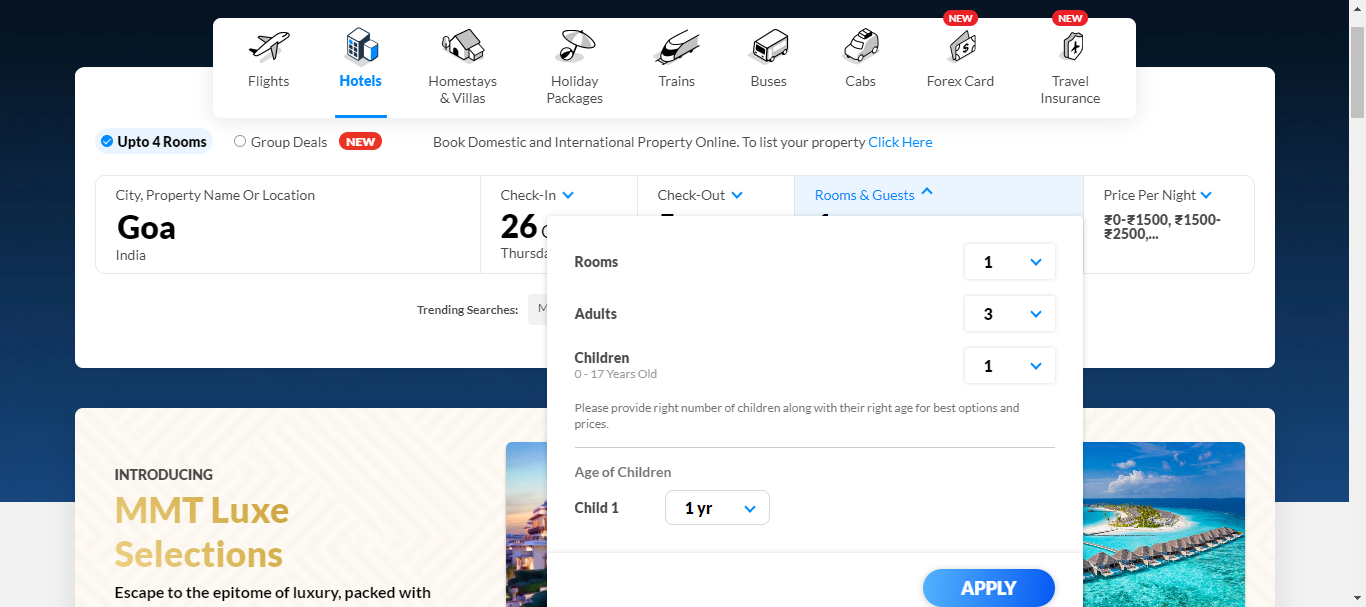 NEW
NEW
Flights
Hotels
Homestays
& Villas
Holiday
Packages
Trains
Buses
Cabs
Forex Card
Travel
Insurance
Upto 4 Rooms
Group Deals
NEW
Book Domestic and International Property Online. To list your property Click Here
City, Property Name Or Location
Goa
India
Check-In
26
Thursda
Check-Out
Rooms & Guests
Price Per Night
₹0-₹1500, ₹1500-
₹2500,...
Trending Searches:
M
Rooms
1
Adults
3
Children
1
0 - 17 Years Old
Please provide right number of children along with their right age for best options and
prices.
Age of Children
Child 1
1 yr
APPLY
INTRODUCING
MMT Luxe
Selections
Escape to the epitome of luxury, packed with